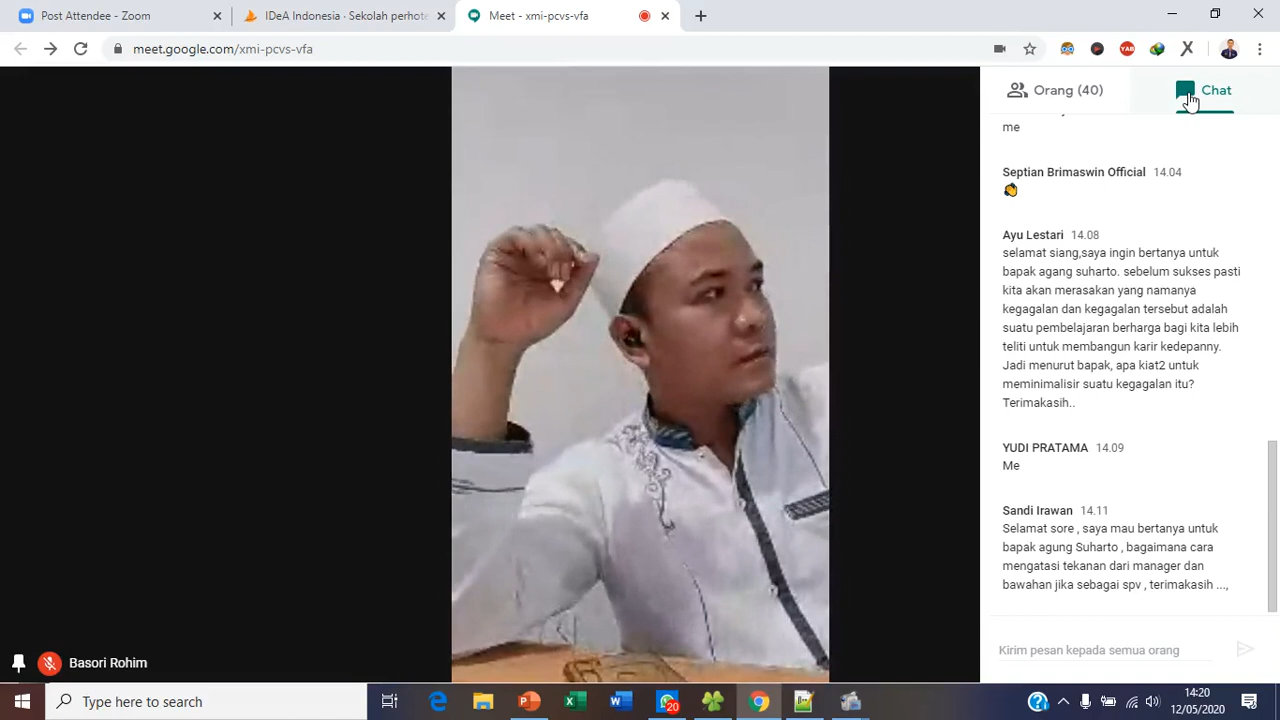 Post Attendee - Zoom
IDeA Indonesia · Sekolah perhote
Meet - xmi-pcvs-vfa
meet.google.com/xmi-pcvs-vfa
YAB
Orang (40)
Chat
me
Septian Brimaswin Official 14.04
Ayu Lestari 14.08
selamat siang,saya ingin bertanya untuk
bapak agang suharto. sebelum sukses pasti
kita akan merasakan yang namanya
kegagalan dan kegagalan tersebut adalah
suatu pembelajaran berharga bagi kita lebih
teliti untuk membangun karir kedepanny.
Jadi menurut bapak, apa kiat2 untuk
meminimalisir suatu kegagalan itu?
Terimakasih..
YUDI PRATAMA 14.09
Me
Sandi Irawan 14.11
Selamat sore , saya mau bertanya untuk
bapak agung Suharto , bagaimana cara
mengatasi tekanan dari manager dan
bawahan jika sebagai spv , terimakasih ...,
Kirim pesan kepada semua orang
Basori Rohim
Type here to search
20
14:20
12/05/2020